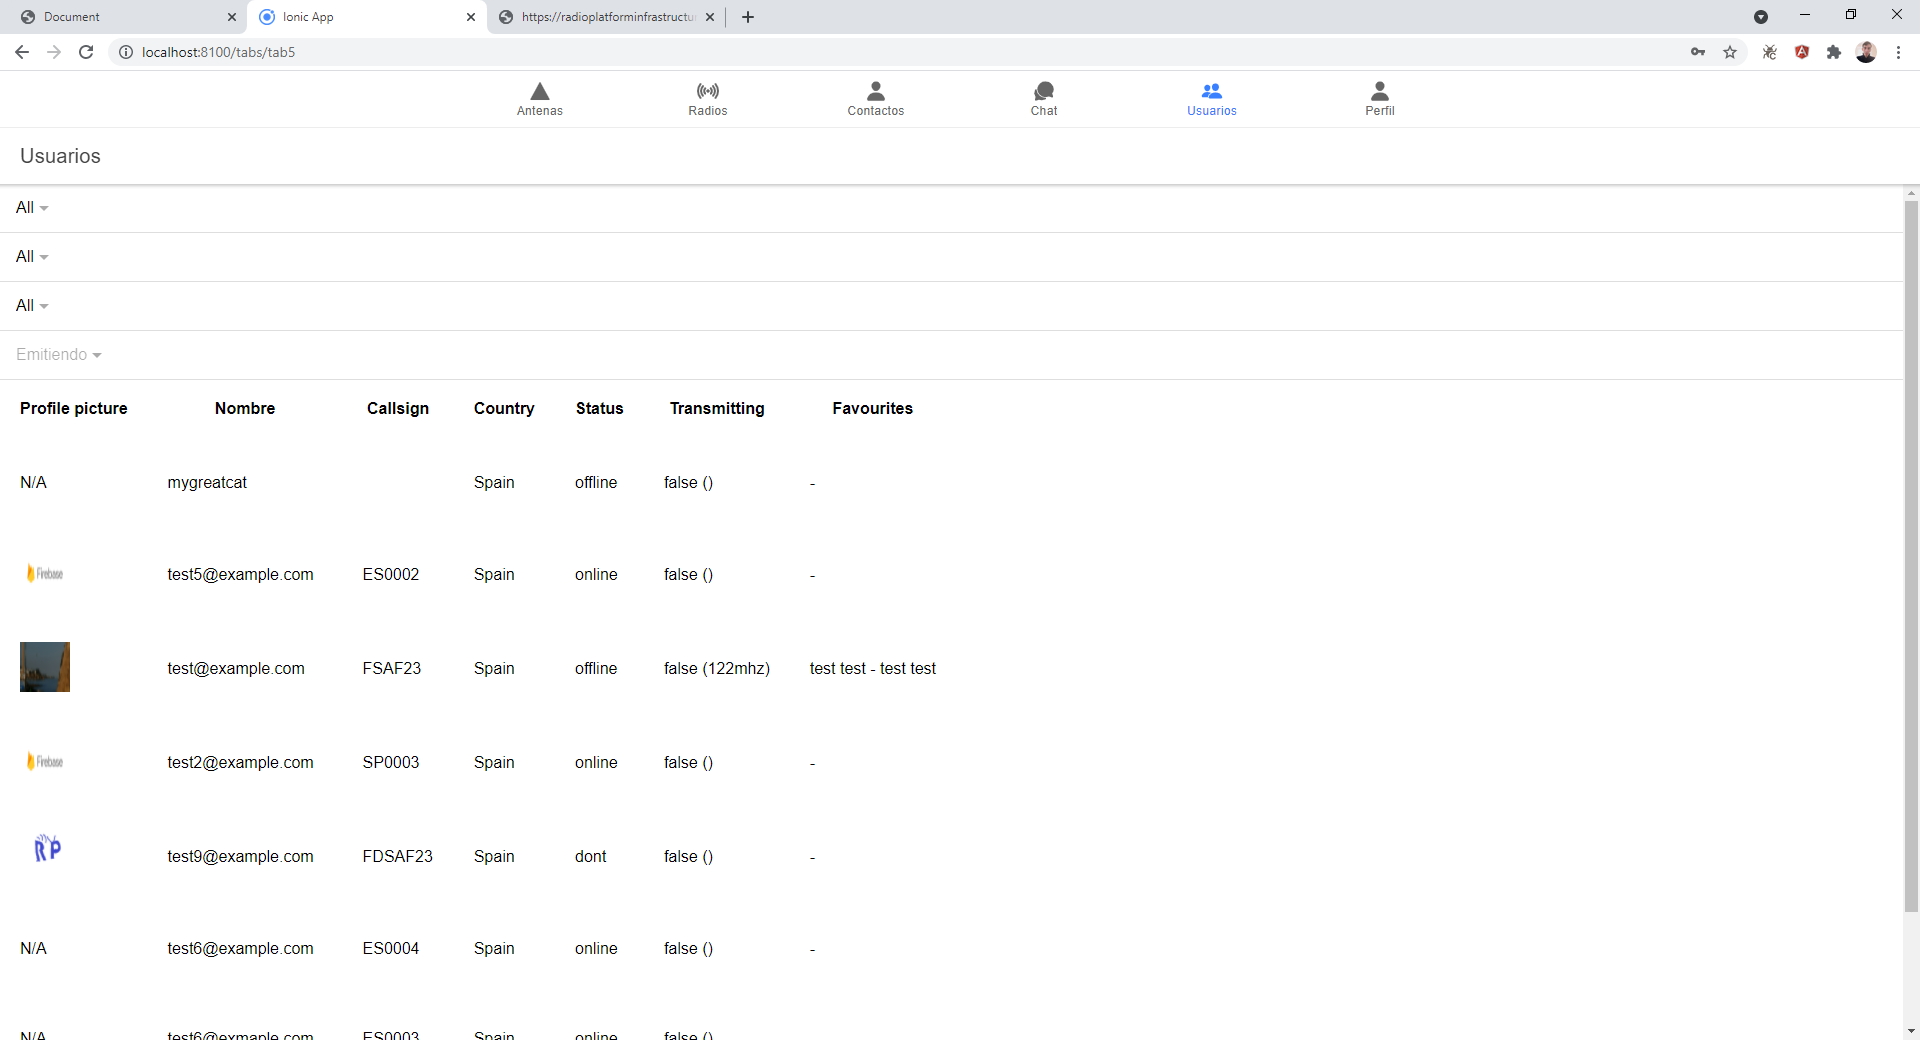 Document
Ionic App
https://radioplatforminfrastructu
localhost:8100/tabs/tab5
Antenas Radios Contactos Chat Usuarios Perfil
Usuarios
All
All
All
Emitiendo
Profile picture Nombre Callsign Country Status Transmitting Favourites
N/A mygreatcat Spain offline false () -
Firebase test5@example.com ES0002 Spain online false () -
test@example.com FSAF23 Spain offline false (122mhz) test test - test test
Firebase test2@example.com SP0003 Spain online false () -
RP test9@example.com FDSAF23 Spain dont false () -
N/A test6@example.com ES0004 Spain online false () -
N/A test6@exmaple.com ES0003 Spain online false ()